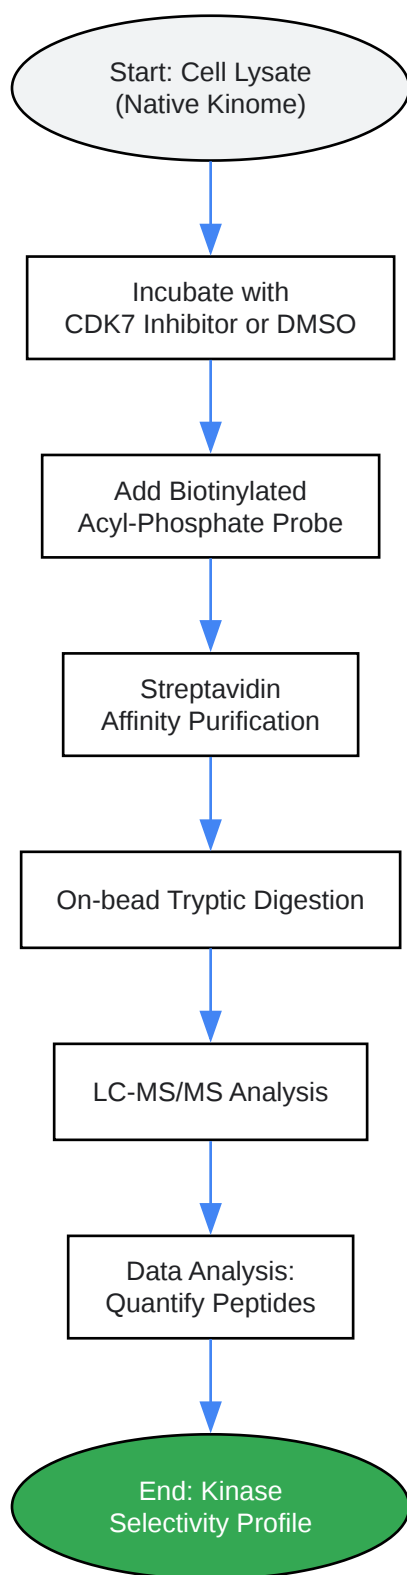 Start: Cell Lysate
(Native Kinome)
Incubate with
CDK7 Inhibitor or DMSO
Add Biotinylated
Acyl-Phosphate Probe
Streptavidin
Affinity Purification
On-bead Tryptic Digestion
LC-MS/MS Analysis
Data Analysis:
Quantify Peptides
End: Kinase
Selectivity Profile